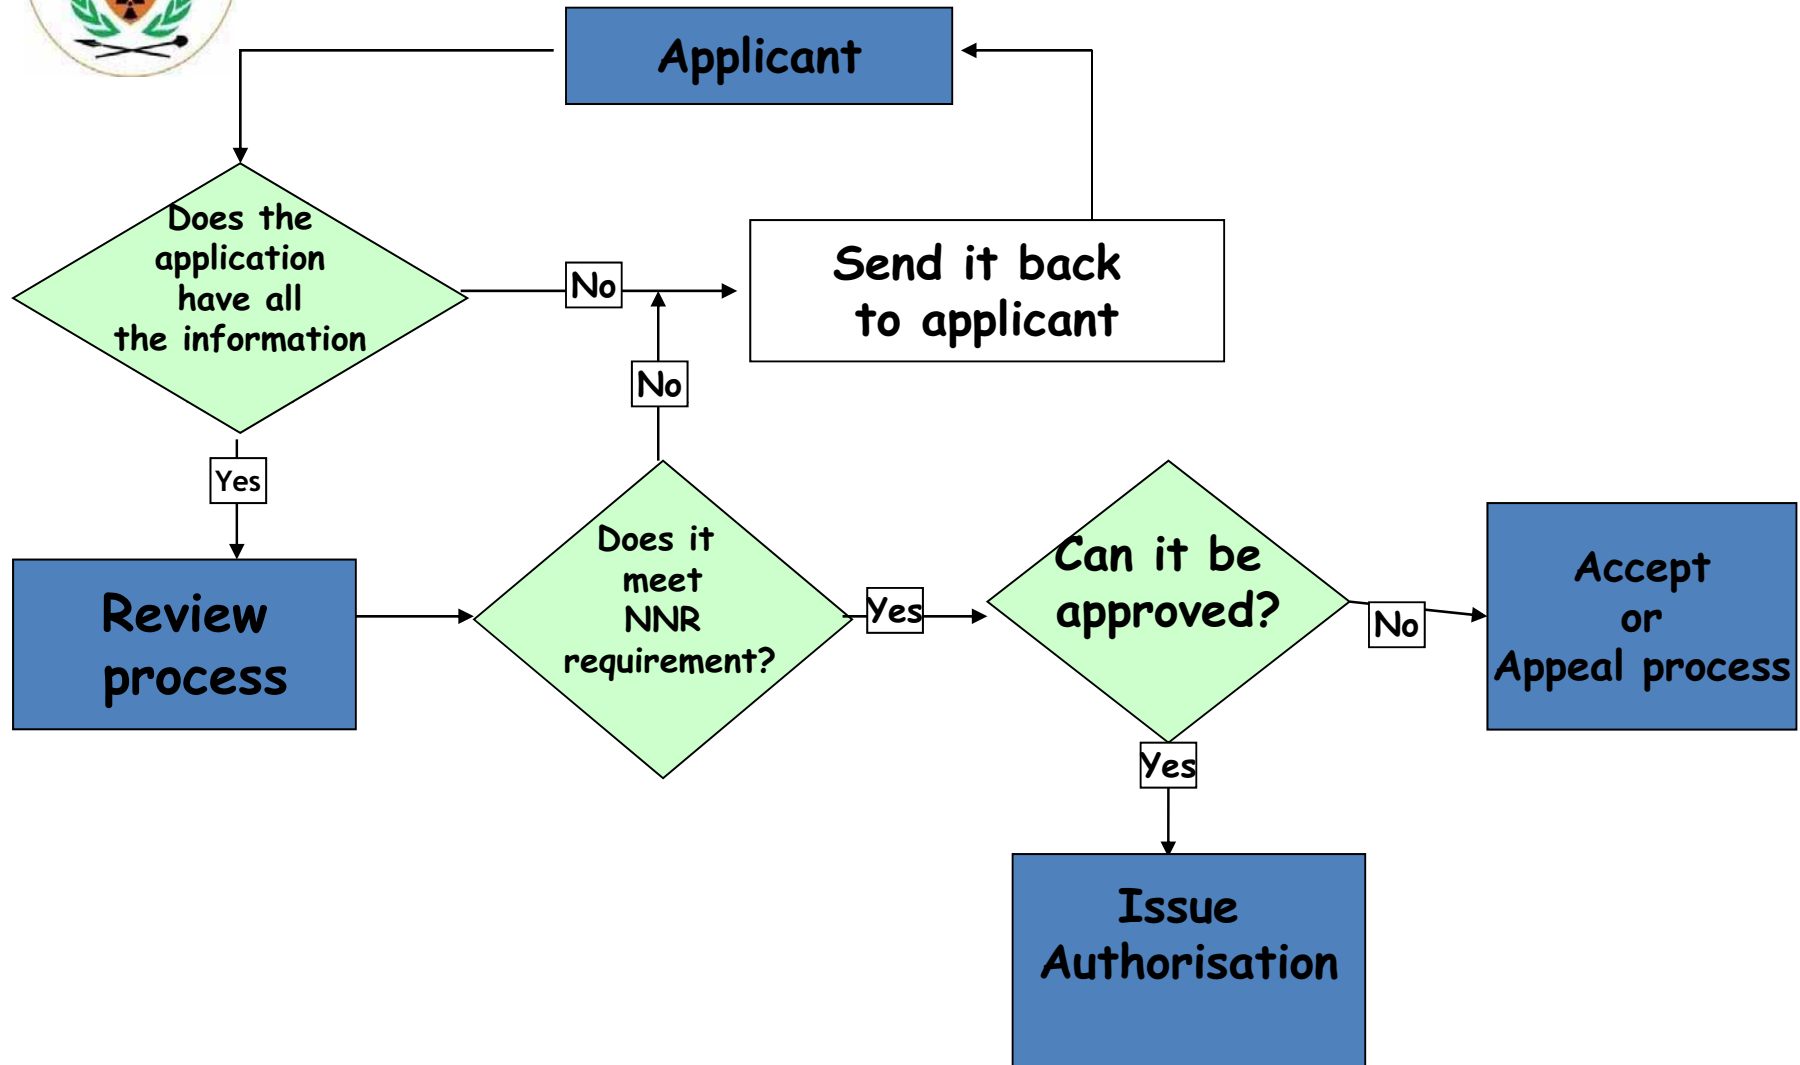 Applicant
Does the
application
have all
the information
No
Send it back
to applicant
No
Yes
Review
process
Does it
meet
NNR
requirement?
Yes
Can it be
approved?
No
Accept
or
Appeal process
Yes
Issue
Authorisation